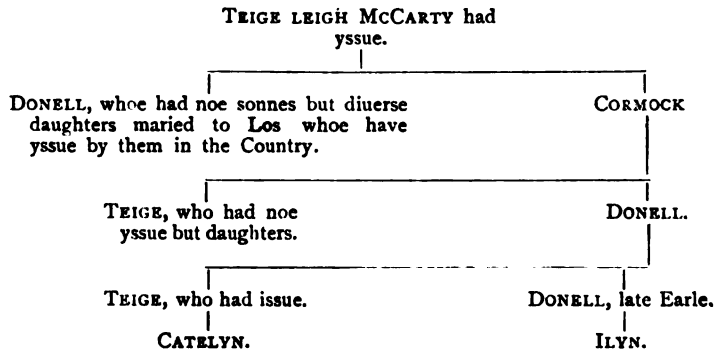 TEIGE LEIGH MCCARTY had
yssue.
DONELL, whoe had noe sonnes but diuerse
daughters maried to Los whoe have
yssue by them in the Country.
CORMOCK
TEIGE, who had noe
yssue but daughters.
DONELL.
TEIGE, who had issue.
DONELL, late Earle.
CATELYN.
ILYN.